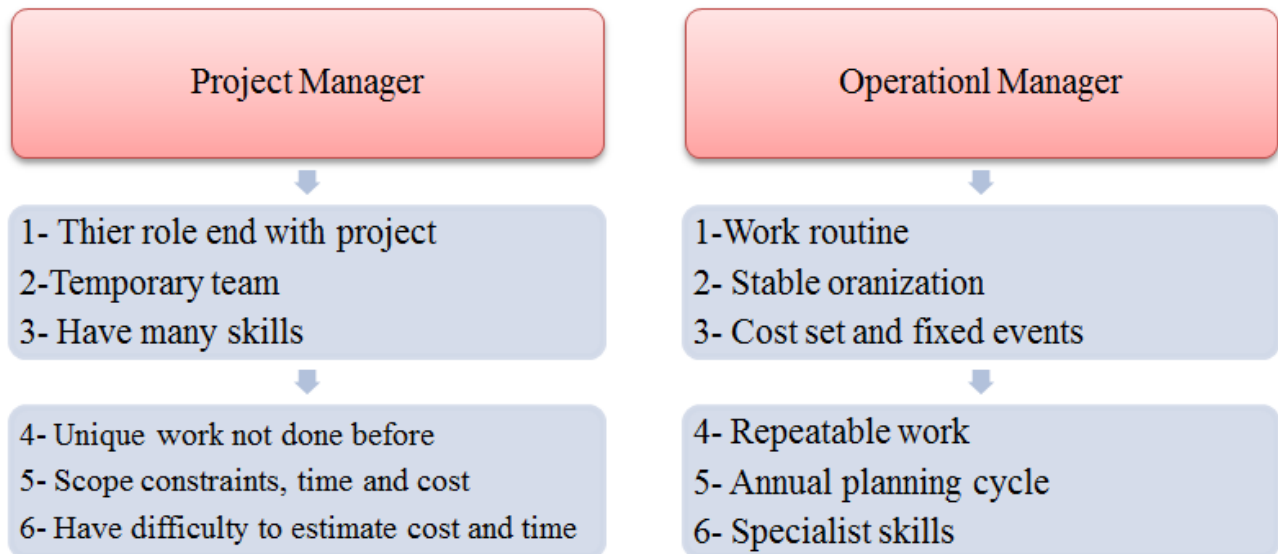 Project Manager
1- Thier role end with project
2-Temporary team
3- Have many skills
4- Unique work not done before
5- Scope constraints, time and cost
6- Have difficulty to estimate cost and time
Operationl Manager
1-Work routine
2- Stable oranization
3- Cost set and fixed events
4- Repeatable work
5- Annual planning cycle
6- Specialist skills